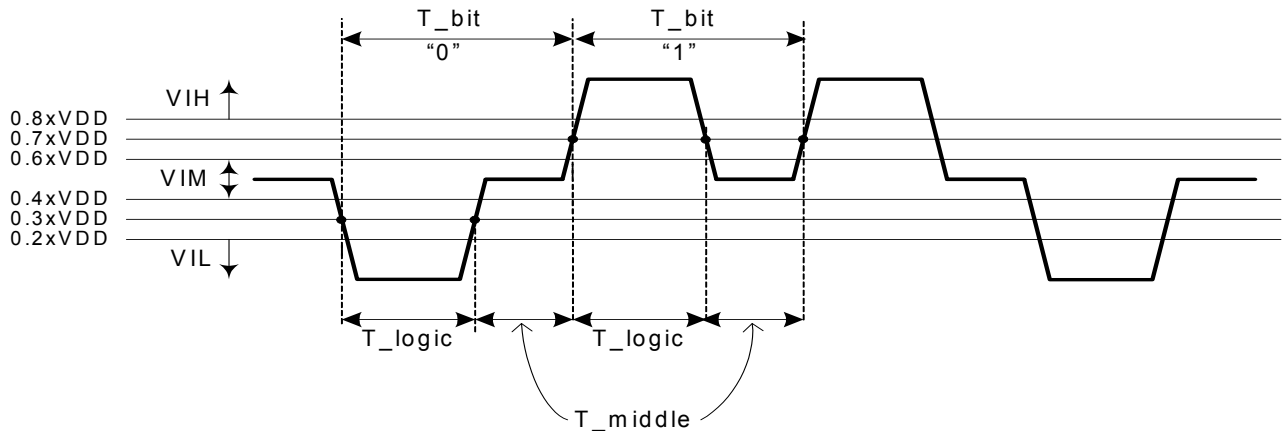 T_bit T_bit
“0” “1”
VIH
0.8xVDD
0.7xVDD
0.6xVDD
VIM
0.4xVDD
0.3xVDD
0.2xVDD
VIL
T_logic T_logic
T_middle